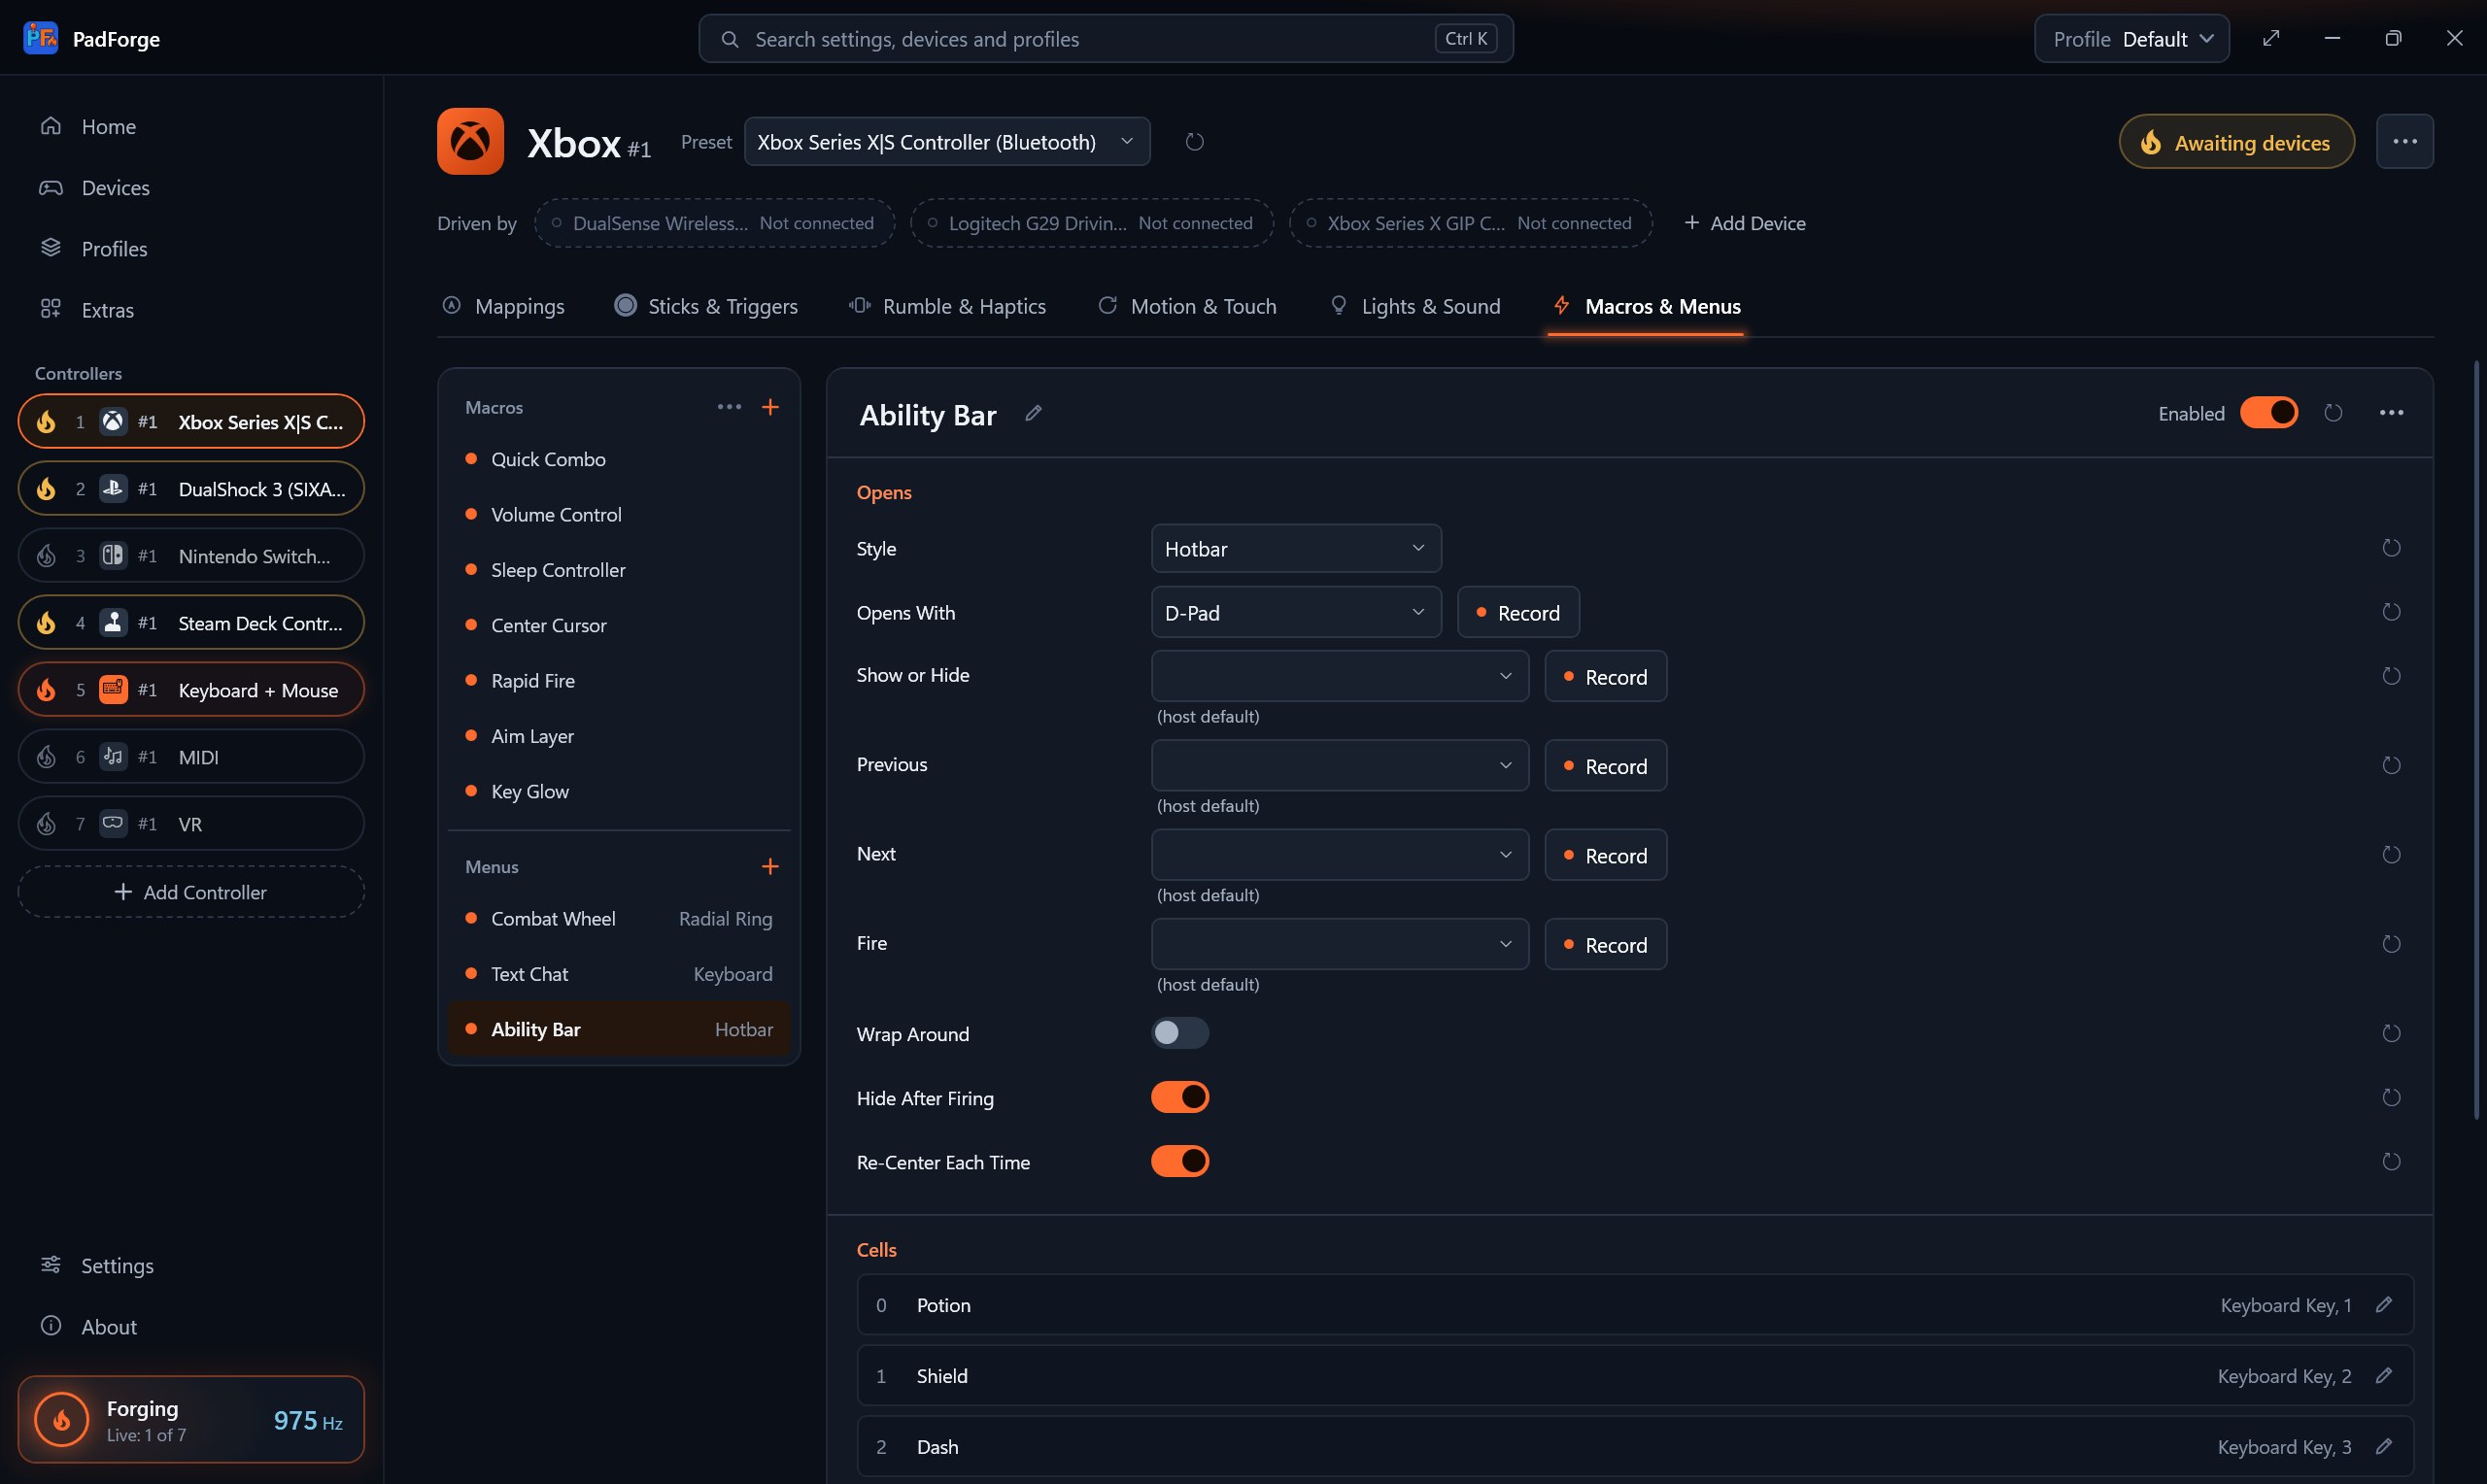 PadForge
Search settings, devices and profiles
Ctrl K
Profile Default
Home
Devices
Profiles
Extras
Controllers
1 #1 Xbox Series X|S C...
2 #1 DualShock 3 (SIXA...
3 #1 Nintendo Switch...
4 #1 Steam Deck Contr...
5 #1 Keyboard + Mouse
6 #1 MIDI
7 #1 VR
+ Add Controller
Settings
About
Forging
Live: 1 of 7
975 Hz
Xbox #1
Preset
Xbox Series X|S Controller (Bluetooth)
Awaiting devices
Driven by
DualSense Wireless... Not connected
Logitech G29 Drivin... Not connected
Xbox Series X GIP C... Not connected
+ Add Device
Mappings
Sticks & Triggers
Rumble & Haptics
Motion & Touch
Lights & Sound
Macros & Menus
Macros
Quick Combo
Volume Control
Sleep Controller
Center Cursor
Rapid Fire
Aim Layer
Key Glow
Menus
Combat Wheel Radial Ring
Text Chat Keyboard
Ability Bar Hotbar
Ability Bar
Enabled
Opens
Style Hotbar
Opens With D-Pad Record
Show or Hide Record
(host default)
Previous Record
(host default)
Next Record
(host default)
Fire Record
(host default)
Wrap Around
Hide After Firing
Re-Center Each Time
Cells
0 Potion Keyboard Key, 1
1 Shield Keyboard Key, 2
2 Dash Keyboard Key, 3